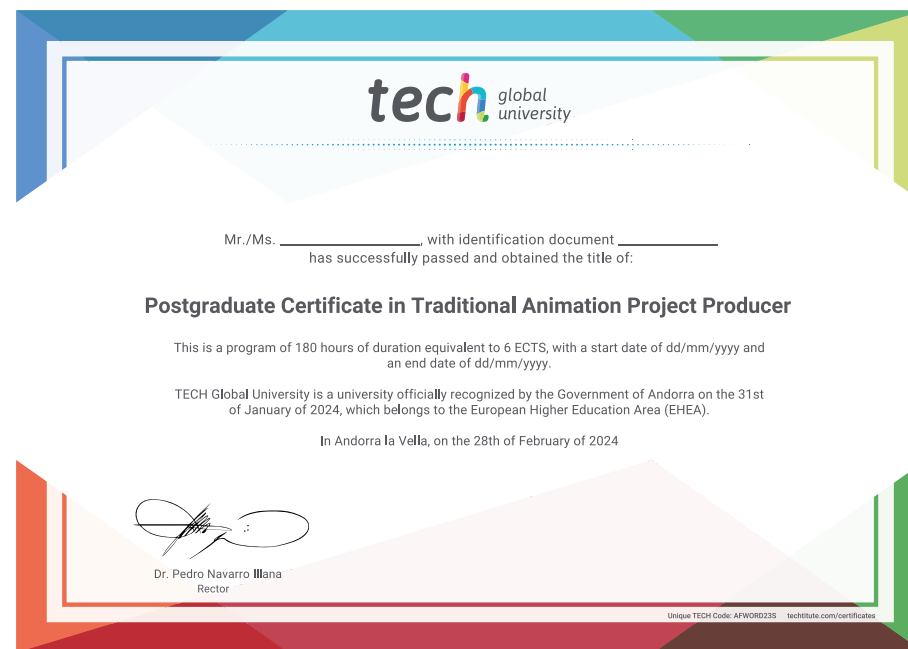 tech global university
Mr./Ms. ____________________, with identification document ______________
has successfully passed and obtained the title of:
Postgraduate Certificate in Traditional Animation Project Producer
This is a program of 180 hours of duration equivalent to 6 ECTS, with a start date of dd/mm/yyyy and
an end date of dd/mm/yyyy.
TECH Global University is a university officially recognized by the Government of Andorra on the 31st
of January of 2024, which belongs to the European Higher Education Area (EHEA).
In Andorra la Vella, on the 28th of February of 2024
Dr. Pedro Navarro Illana
Rector
Unique TECH Code: AFWORD23S techtitute.com/certificates